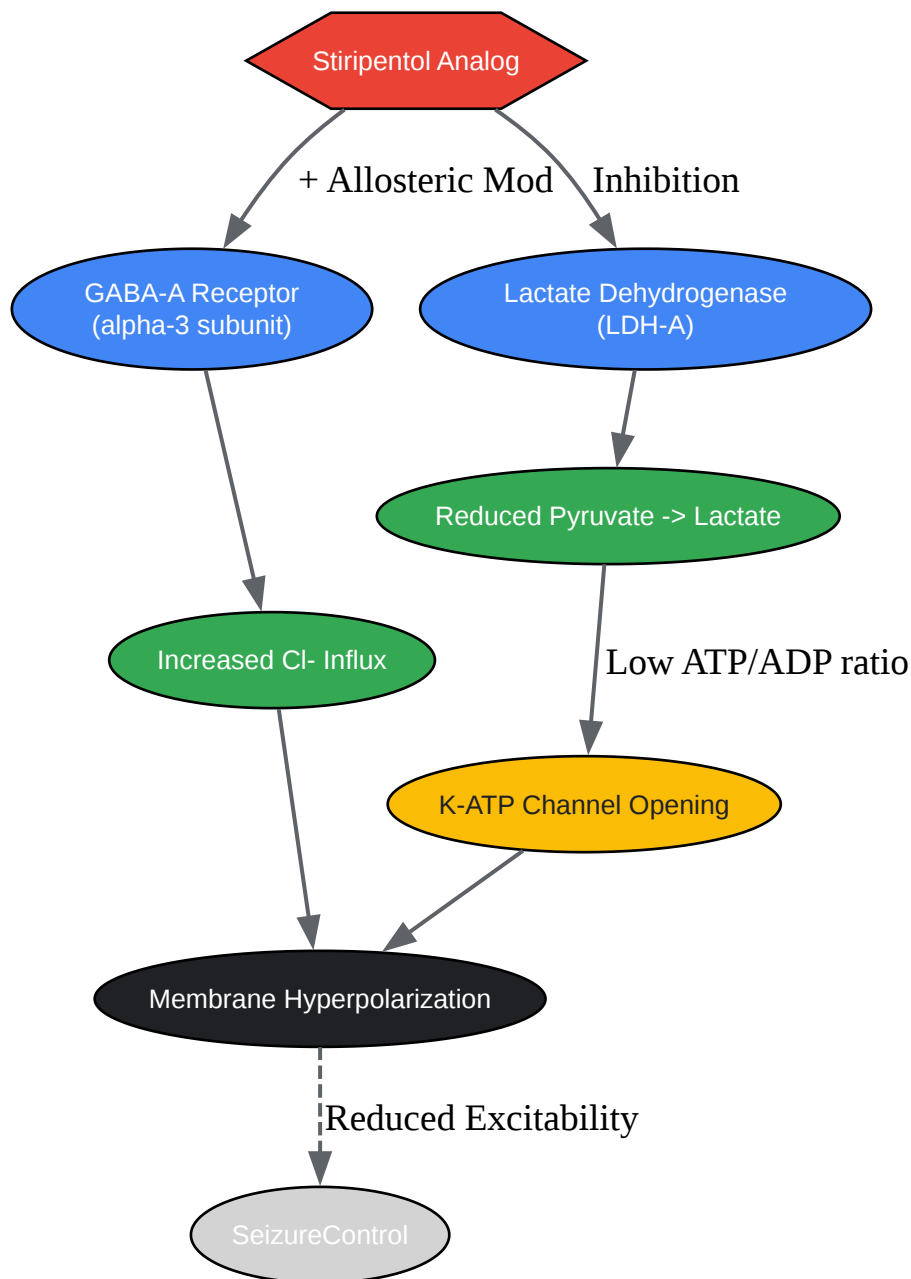 Stiripentol Analog
+ Allosteric Mod
Inhibition
GABA-A Receptor
(alpha-3 subunit)
Lactate Dehydrogenase
(LDH-A)
Reduced Pyruvate -> Lactate
Increased Cl- Influx
Low ATP/ADP ratio
K-ATP Channel Opening
Membrane Hyperpolarization
Reduced Excitability
SeizureControl